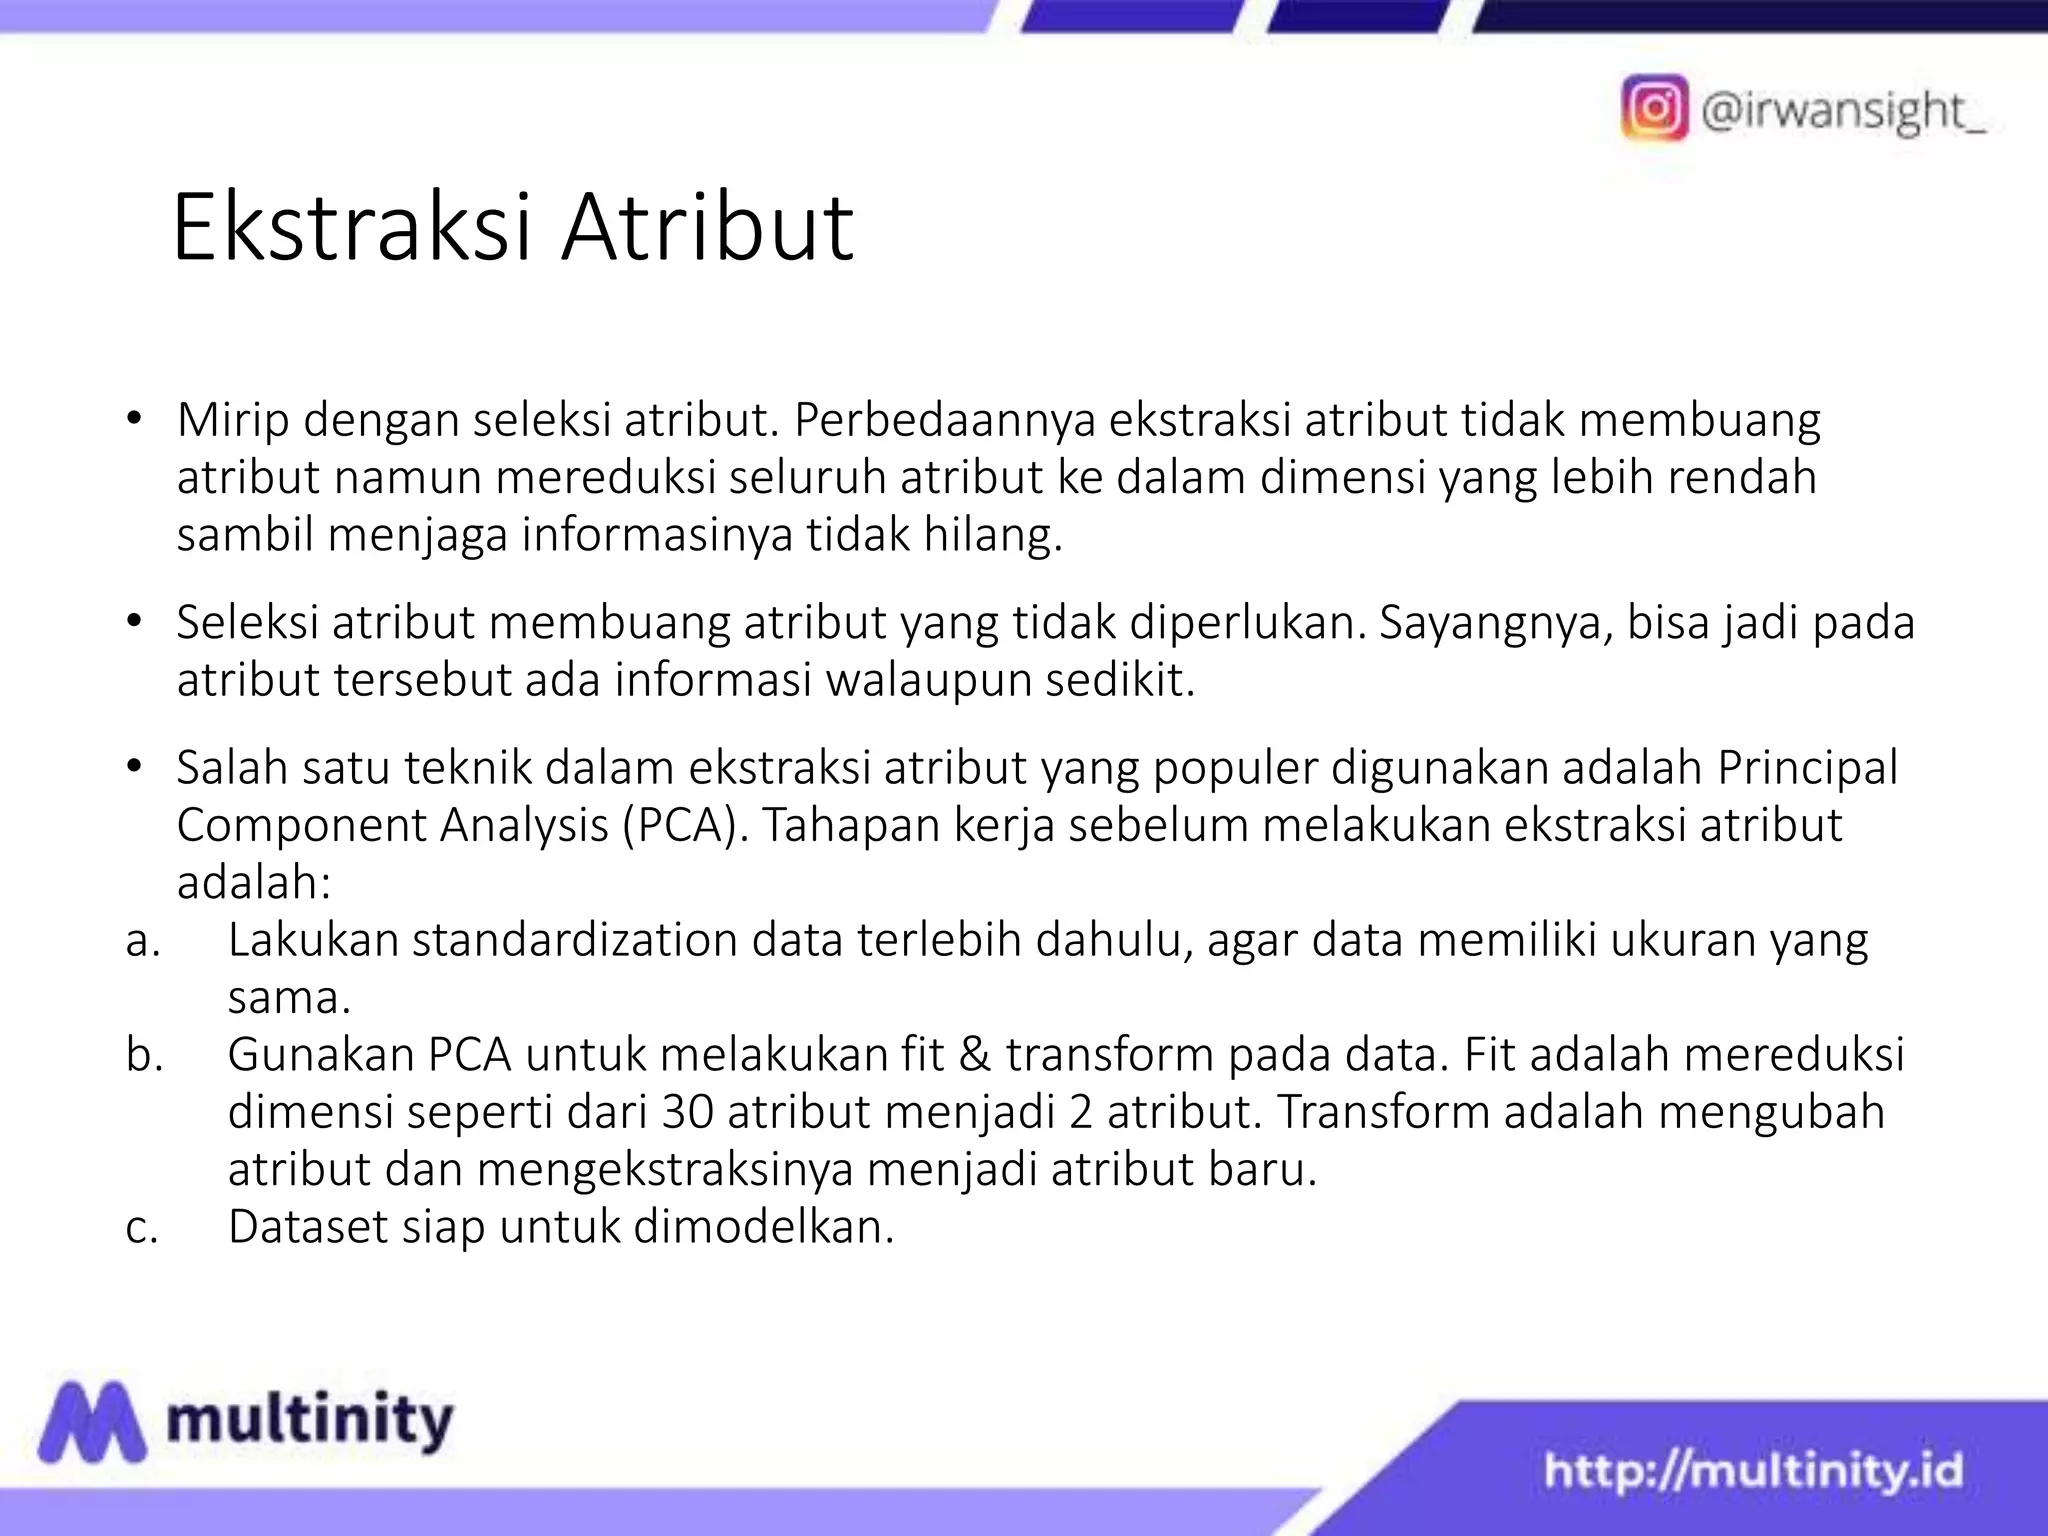 @irwansight_
Ekstraksi Atribut
• Mirip dengan seleksi atribut. Perbedaannya ekstraksi atribut tidak membuang
atribut namun mereduksi seluruh atribut ke dalam dimensi yang lebih rendah
sambil menjaga informasinya tidak hilang.
• Seleksi atribut membuang atribut yang tidak diperlukan. Sayangnya, bisa jadi pada
atribut tersebut ada informasi walaupun sedikit.
• Salah satu teknik dalam ekstraksi atribut yang populer digunakan adalah Principal
Component Analysis (PCA). Tahapan kerja sebelum melakukan ekstraksi atribut
adalah:
a. Lakukan standardization data terlebih dahulu, agar data memiliki ukuran yang
sama.
b. Gunakan PCA untuk melakukan fit & transform pada data. Fit adalah mereduksi
dimensi seperti dari 30 atribut menjadi 2 atribut. Transform adalah mengubah
atribut dan mengekstraksinya menjadi atribut baru.
c. Dataset siap untuk dimodelkan.
multinity
http://multinity.id